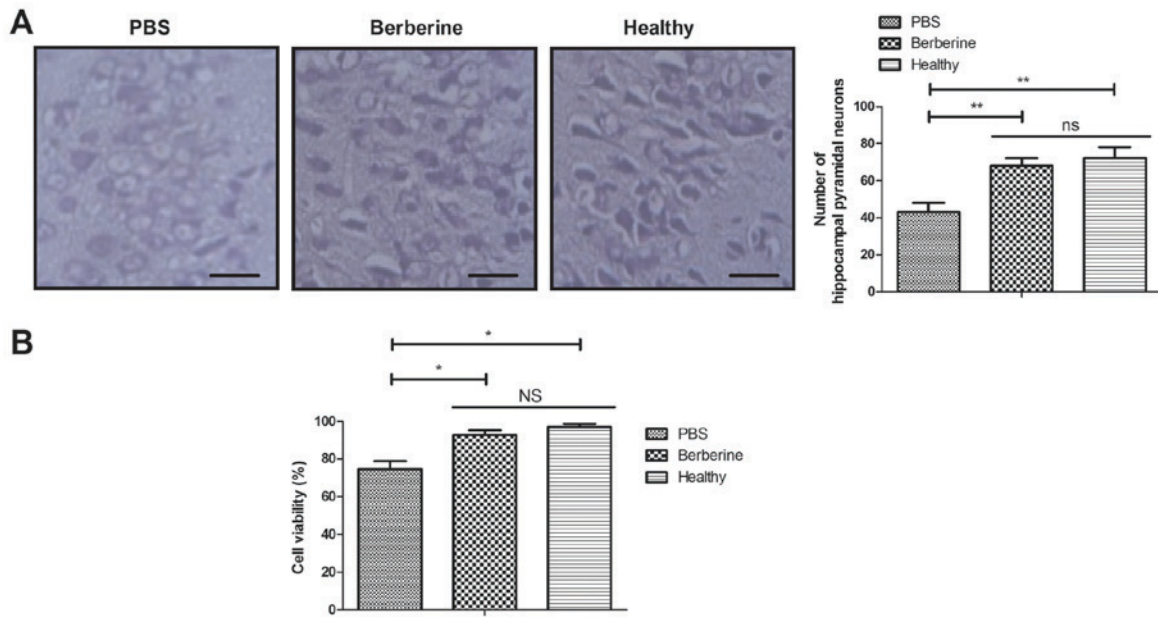 A
PBS
Berberine
Healthy
PBS
Berberine
Healthy
**
**
ns
100
80
60
40
20
0
Number of
hippocampal pyramidal neurons
B
*
*
NS
100
80
60
40
20
0
Cell viability (%)
PBS
Berberine
Healthy